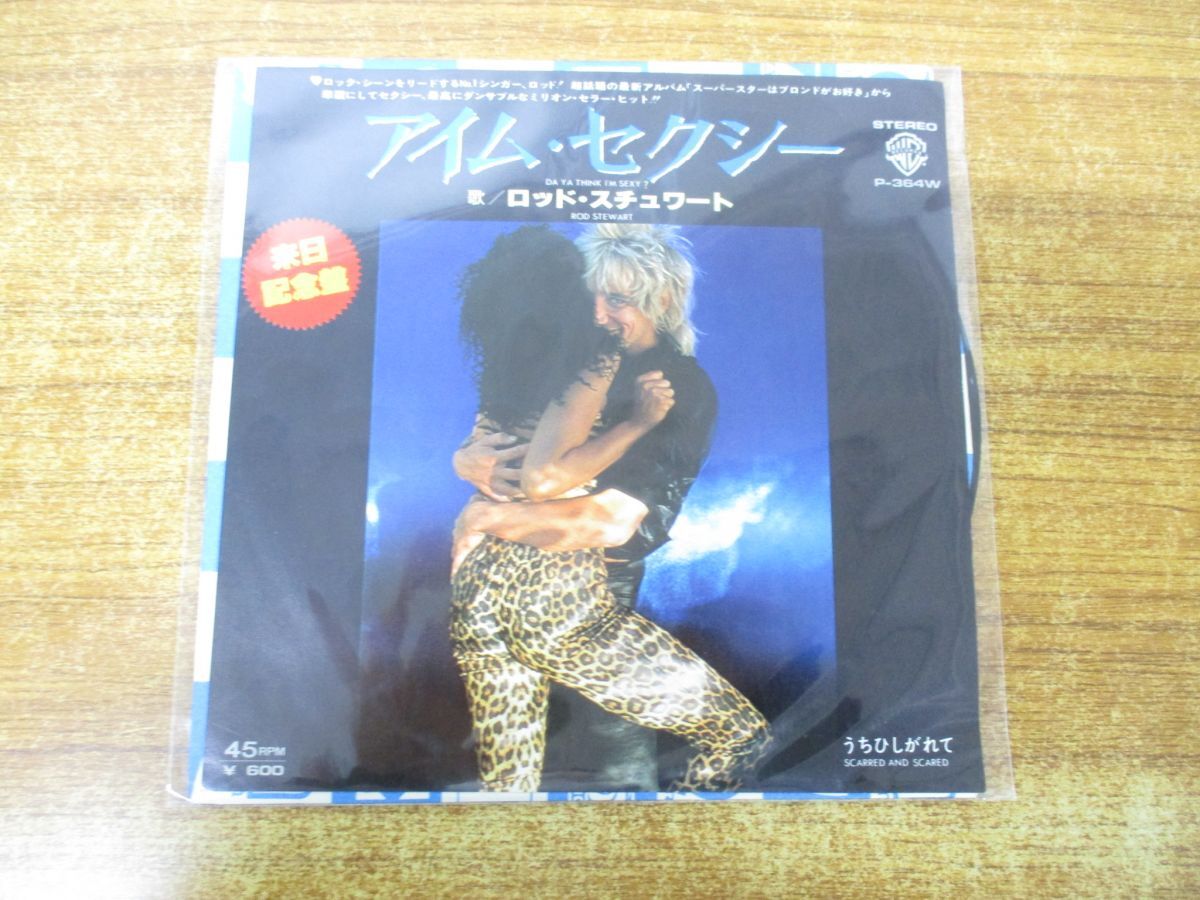 ♥ロック・シーンをリードするNo.1シンガー、ロッド! 超話題の最新アルバム「スーパースターはブロンドがお好き」から
華麗にしてセクシー、最高にダンサブルなミリオン・セラー・ヒット!!
アイム・セクシー
DA YA THINK I'M SEXY?
歌/ロッド・スチュワート
ROD STEWART
STEREO
P-364W
来日
記念盤
45RPM
¥ 600
うちひしがれて
SCARRED AND SCARED